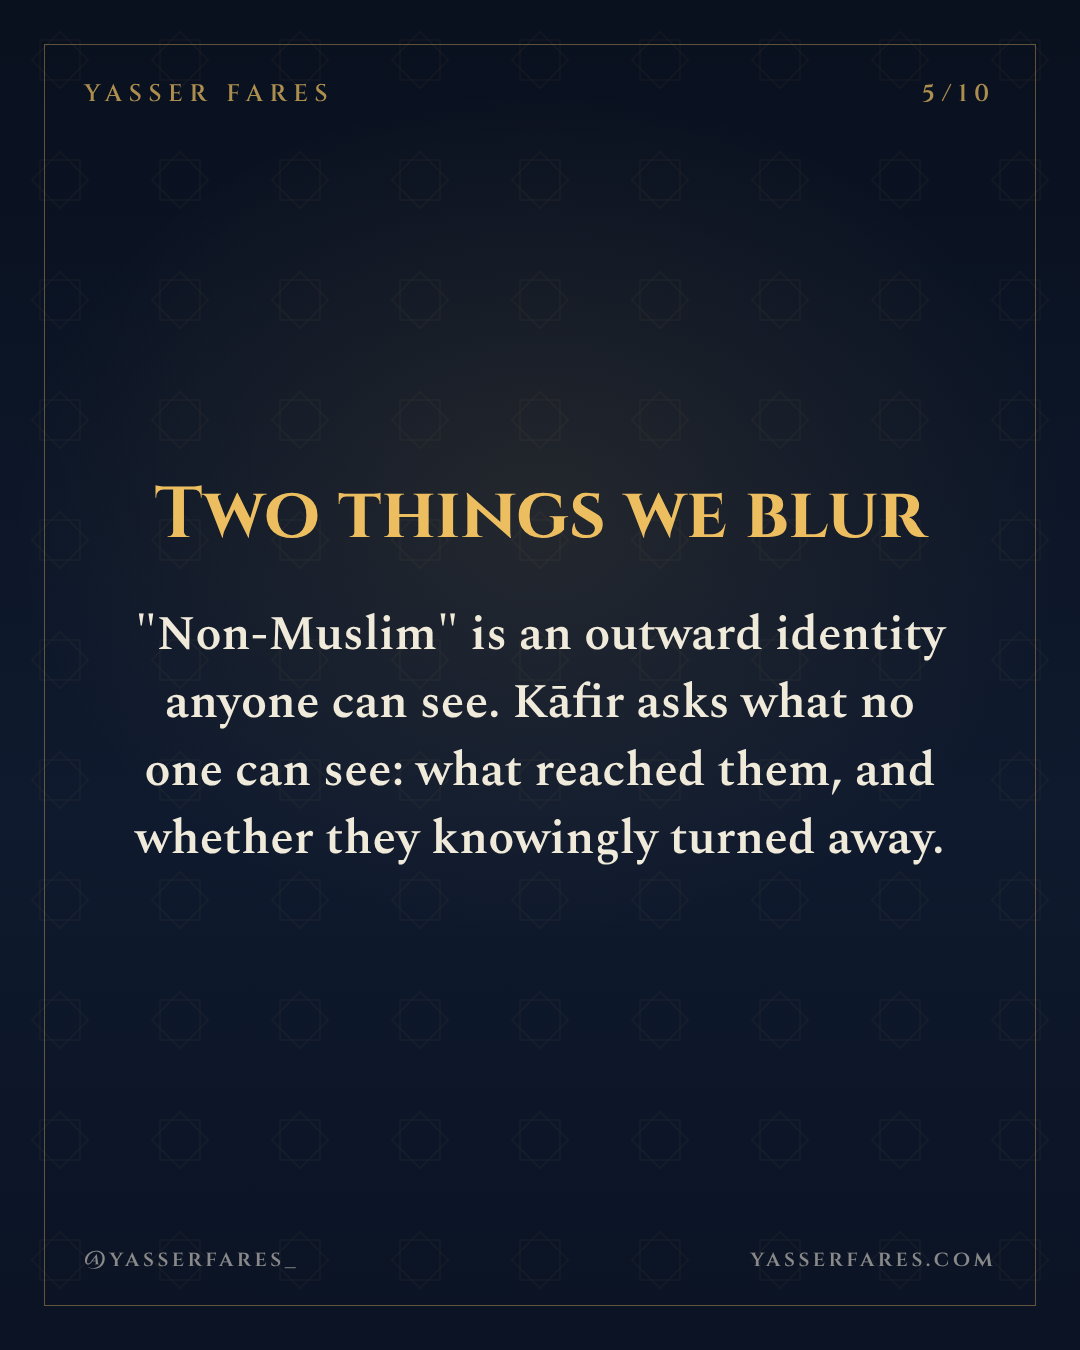 YASSER FARES
5/10
Two things we blur
"Non-Muslim" is an outward identity
anyone can see. Kāfir asks what no
one can see: what reached them, and
whether they knowingly turned away.
@YASSERFARES_
YASSERFARES.COM